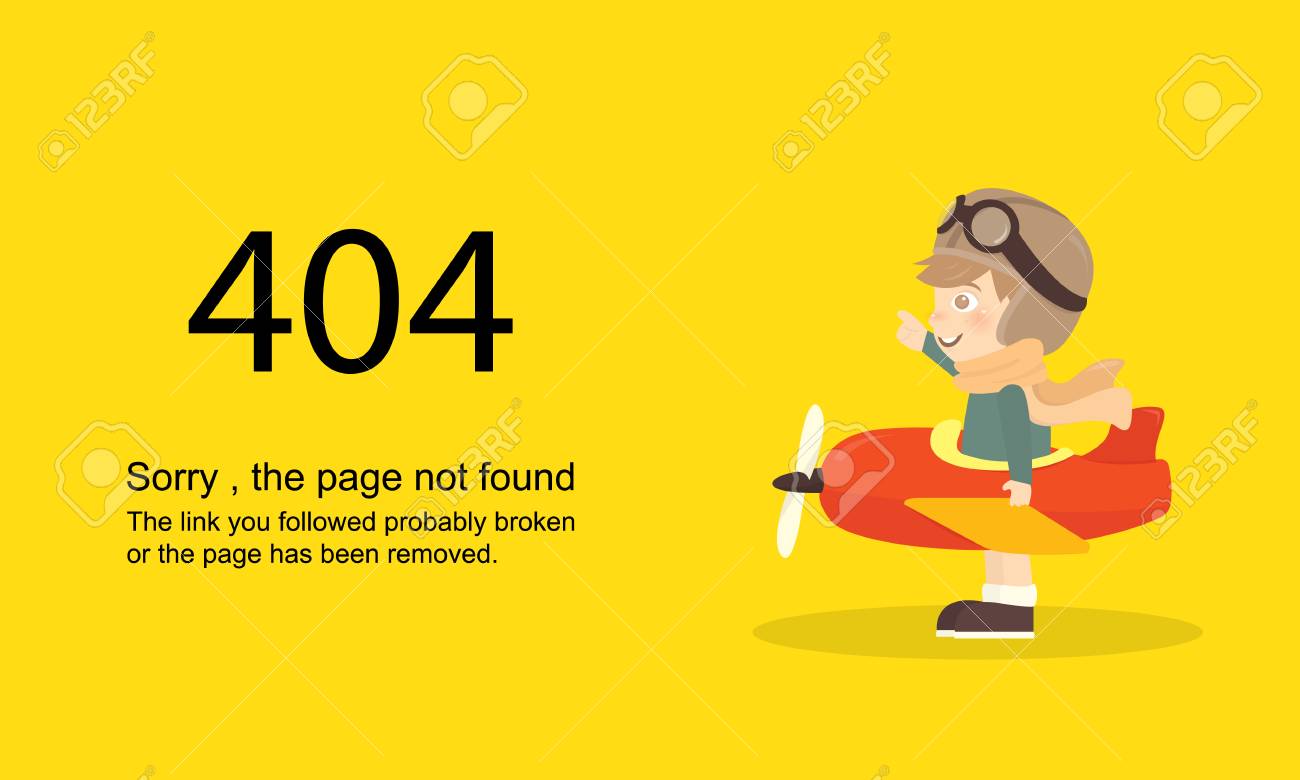 123RF
123RF
404
Sorry , the page not found
The link you followed probably broken
or the page has been removed.
123RF
123RF